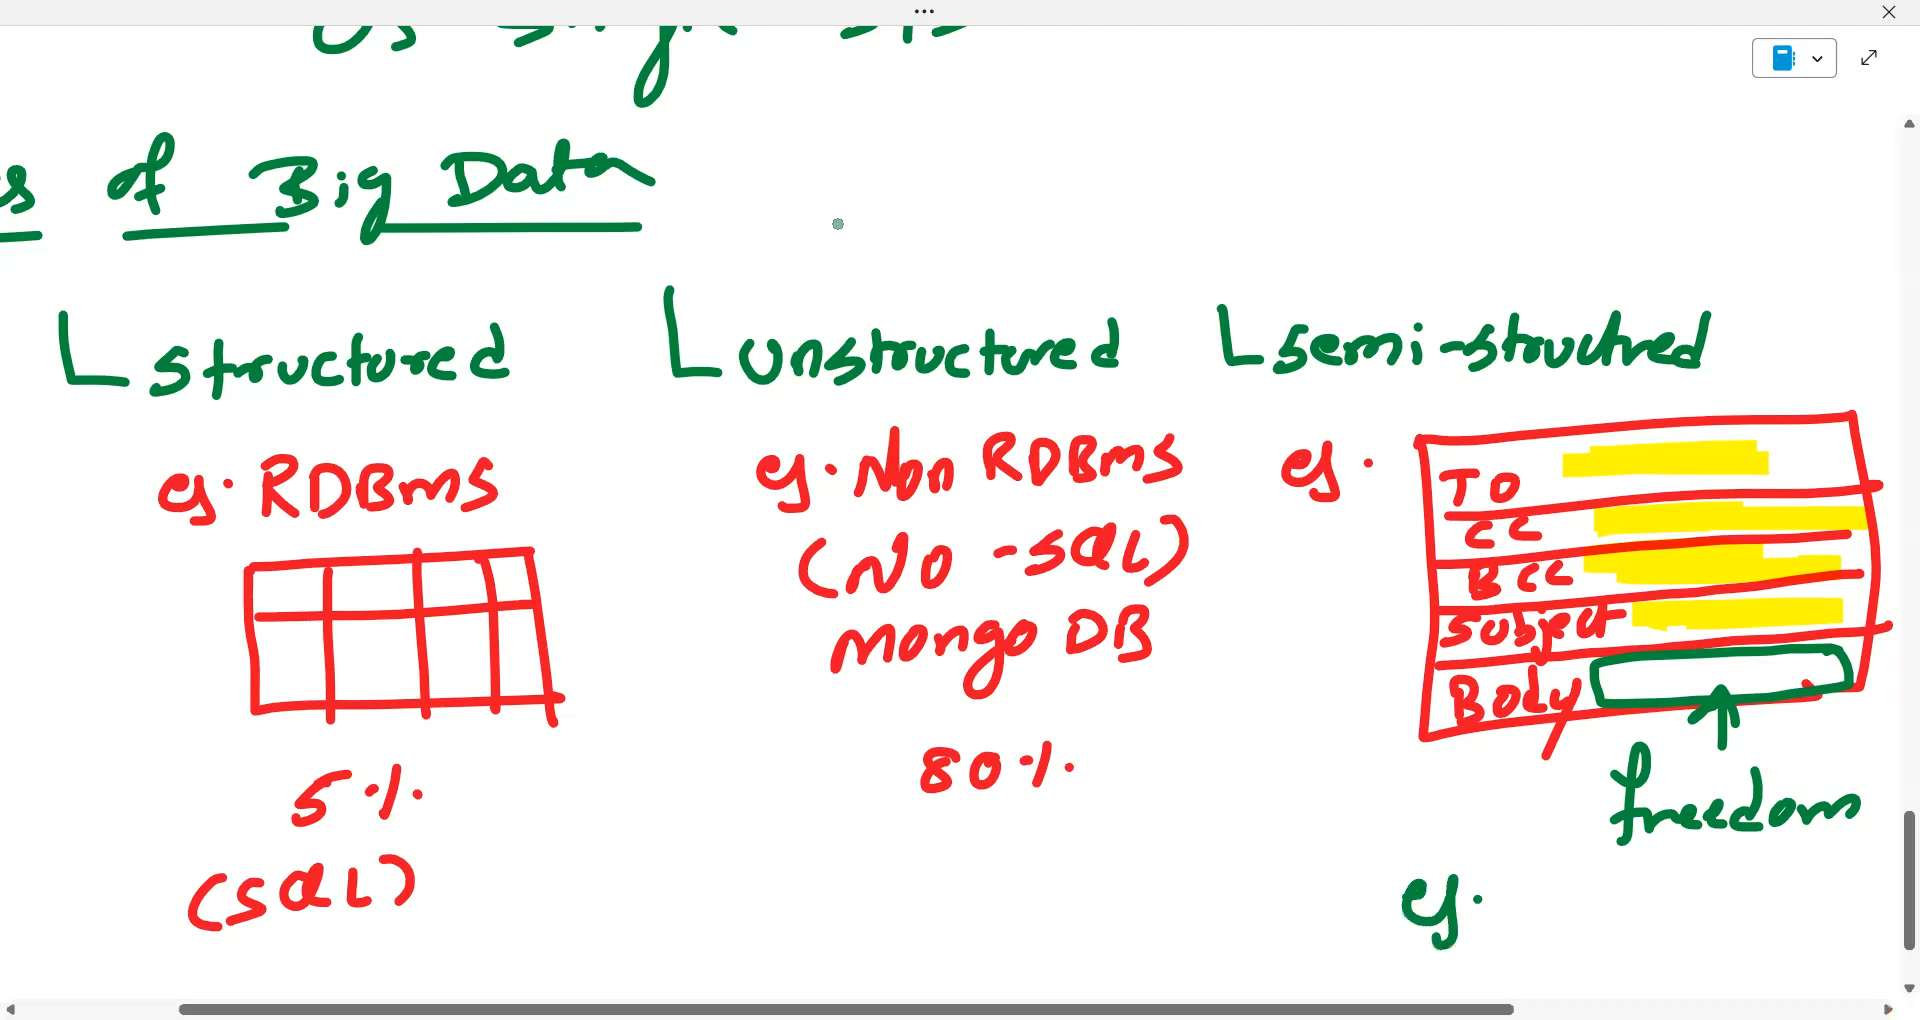 of Big Data
structured
unstructured
semi-structred
eg. RDBMS
eg. Non RDBMS
(NO -SQL)
mongo DB
eg.
TO
CC
BCC
Subject
Body
5 %.
(SQL)
80 %.
freedom
eg.